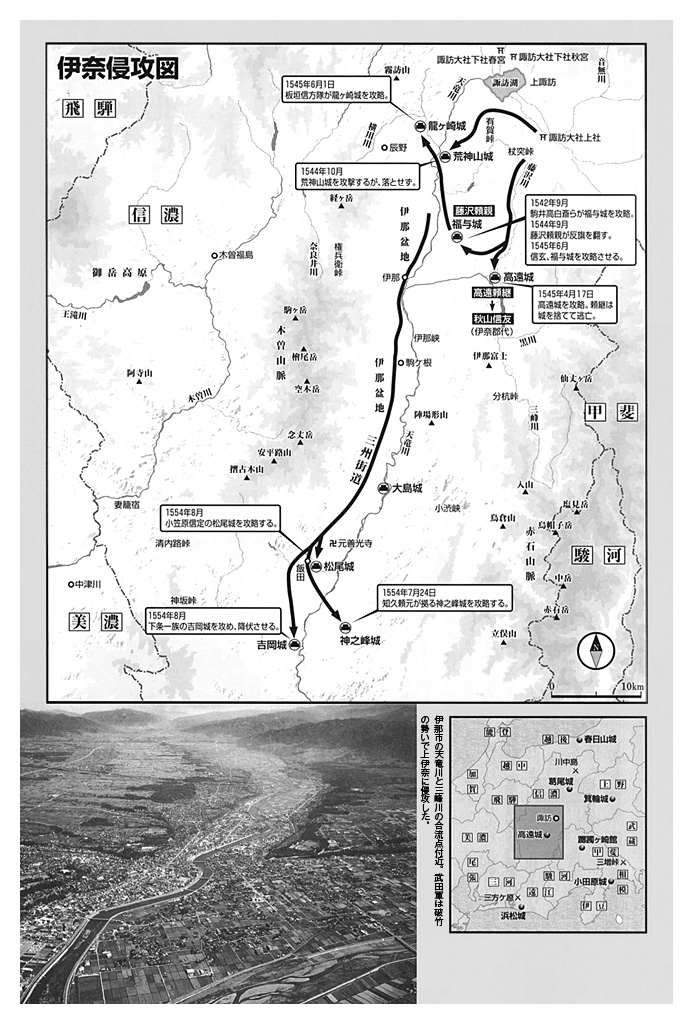 伊奈侵攻図
飛騨
信濃
美濃
甲斐
駿河
諏訪大社下社春宮
諏訪大社下社秋宮
霧訪山
天竜川
諏訪湖
上諏訪
音無川
1545年6月1日
板垣信方隊が龍ヶ崎城を攻略。
龍ヶ崎城
有賀峠
諏訪大社上社
横川川
辰野
荒神山城
杖突峠
藤沢川
1544年10月
荒神山城を攻撃するが、落とせず。
経ヶ岳
藤沢頼親
福与城
1542年9月
駒井高白斎らが福与城を攻略。
1544年9月
藤沢頼親が反旗を翻す。
1545年6月
信玄、福与城を攻略させる。
伊那盆地
木曽福島
奈良井川
権兵衛峠
御岳高原
伊那
高遠城
高遠頼継
秋山信友
(伊奈郡代)
1545年4月17日
高遠城を攻略、頼継は
城を捨てて逃亡。
王滝川
駒ヶ岳
木曽山脈
檜尾岳
空木岳
伊那峡
駒ヶ根
伊那盆地
黒川
伊那富士
仙丈ヶ岳
阿寺山
木曽川
分杭峠
三峰川
陣場形山
念丈岳
安平路山
摺古木山
三州街道
天竜川
大島城
入山
小渋峡
塩見岳
鳥倉山
烏帽子岳
妻籠宿
1554年8月
小笠原信定の松尾城を攻略する。
清内路峠
元善光寺
飯田
松尾城
赤石山脈
中岳
中津川
神坂峠
1554年7月24日
知久頼元が拠る神之峰城を攻略する。
赤石岳
1554年8月
下条一族の吉岡城を攻め、降伏させる。
吉岡城
神之峰城
立俣山
N
0 10km
伊那市の天竜川と三峰川の合流点付近。武田軍は破竹
の勢いで上伊奈に侵攻した。
能登
越後
春日山城
越中
川中島
加賀
葛尾城
上野
飛騨
信濃
箕輪城
諏訪
美濃
高遠城
武蔵
躑躅ヶ崎館
甲斐
尾張
三増峠
駿河
三河
小田原城
相模
遠江
三方ヶ原
伊豆
浜松城